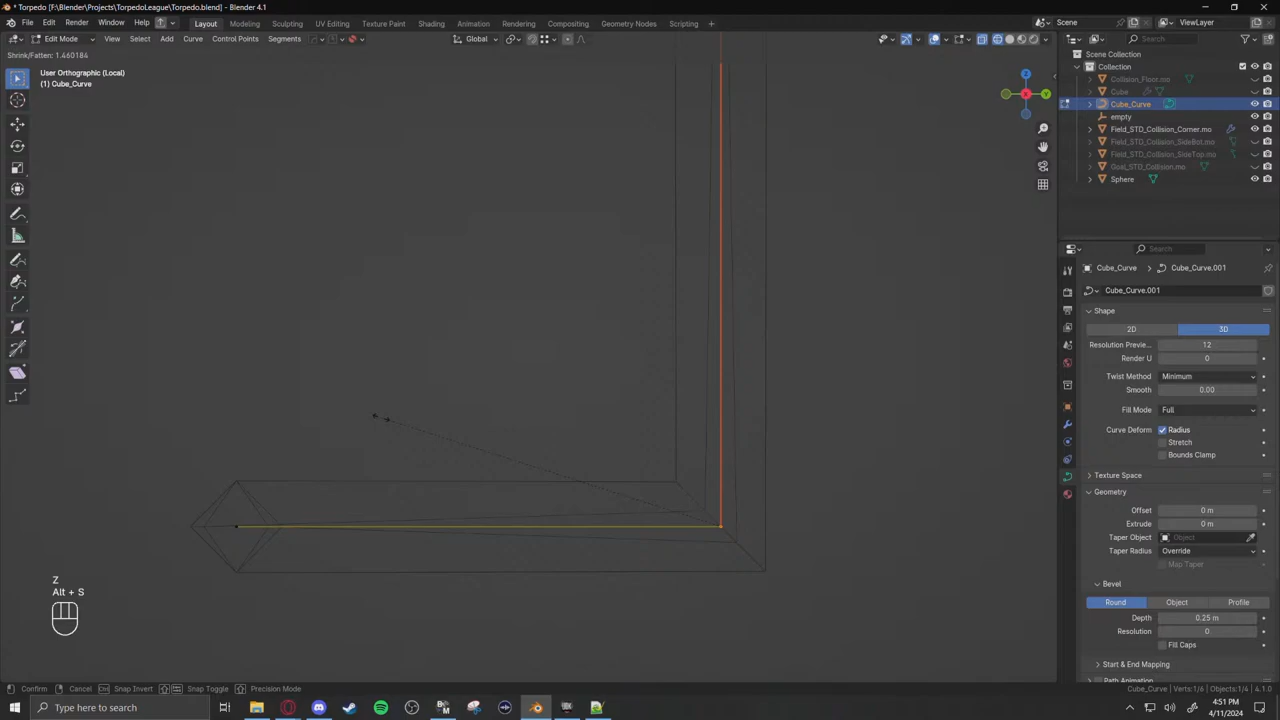 * Torpedo [F:\Blender\Projects\TorpedoLeague\Torpedo.blend] - Blender 4.1
File Edit Render Window Help
Layout Modeling Sculpting UV Editing Texture Paint Shading Animation Rendering Compositing Geometry Nodes Scripting +
Scene ViewLayer
Edit Mode View Select Add Curve Control Points Segments Global
Search
Shrink/Fatten: 1.460184
User Orthographic (Local)
(1) Cube_Curve
Scene Collection
Collection
Collision_Floor.mo
Cube
Cube_Curve
empty
Field_STD_Collision_Corner.mo
Field_STD_Collision_SideBot.mo
Field_STD_Collision_SideTop.mo
Goal_STD_Collision.mo
Sphere
Z
Y
Search
Cube_Curve > Cube_Curve.001
Cube_Curve.001
Shape
2D 3D
Resolution Previe... 12
Render U 0
Twist Method Minimum
Smooth 0.00
Fill Mode Full
Curve Deform Radius
Stretch
Bounds Clamp
Texture Space
Geometry
Offset 0 m
Extrude 0 m
Taper Object Object
Taper Radius Override
Map Taper
Bevel
Round Object Profile
Depth 0.25 m
Resolution 0
Fill Caps
Start & End Mapping
Path Animation
Z
Alt + S
Confirm Cancel Snap Invert Snap Toggle Precision Mode
Cube_Curve | Verts:1/6 | Objects:1/4 | 4.1.0
Type here to search
4:51 PM
4/11/2024